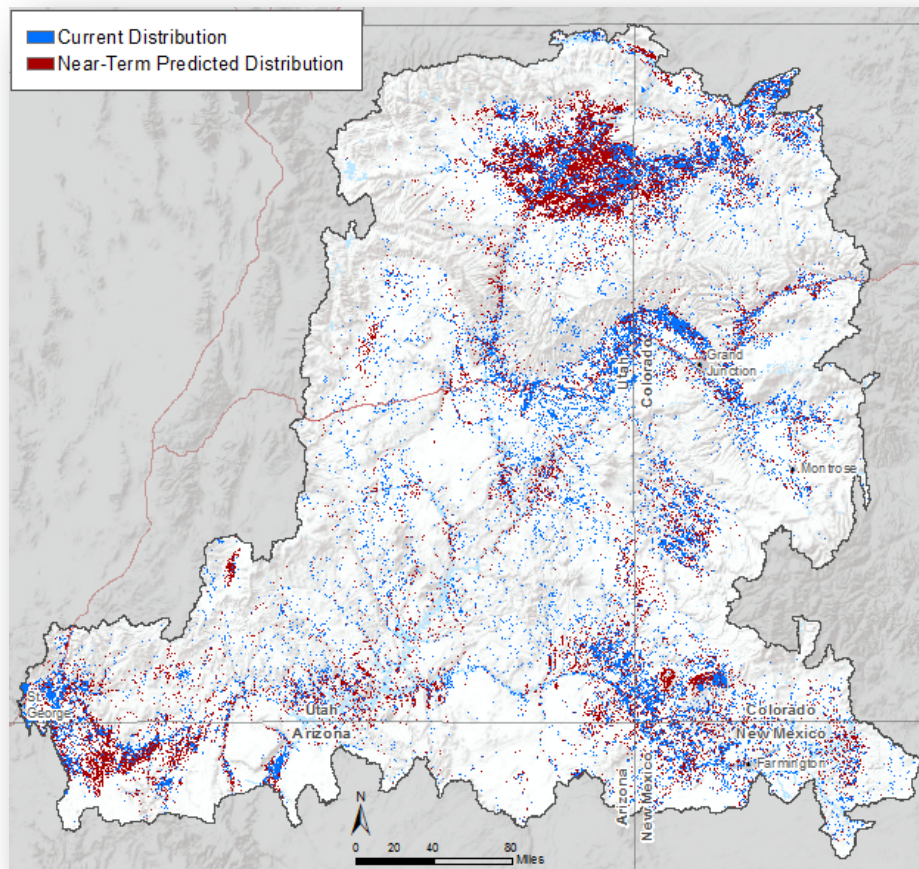 Current Distribution
Near-Term Predicted Distribution
Utah
Colorado
Grand
Junction
Montrose
St.
George
Utah
Arizona
Colorado
New Mexico
Farmington
Arizona
New Mexico
N
0 20 40 80
Miles